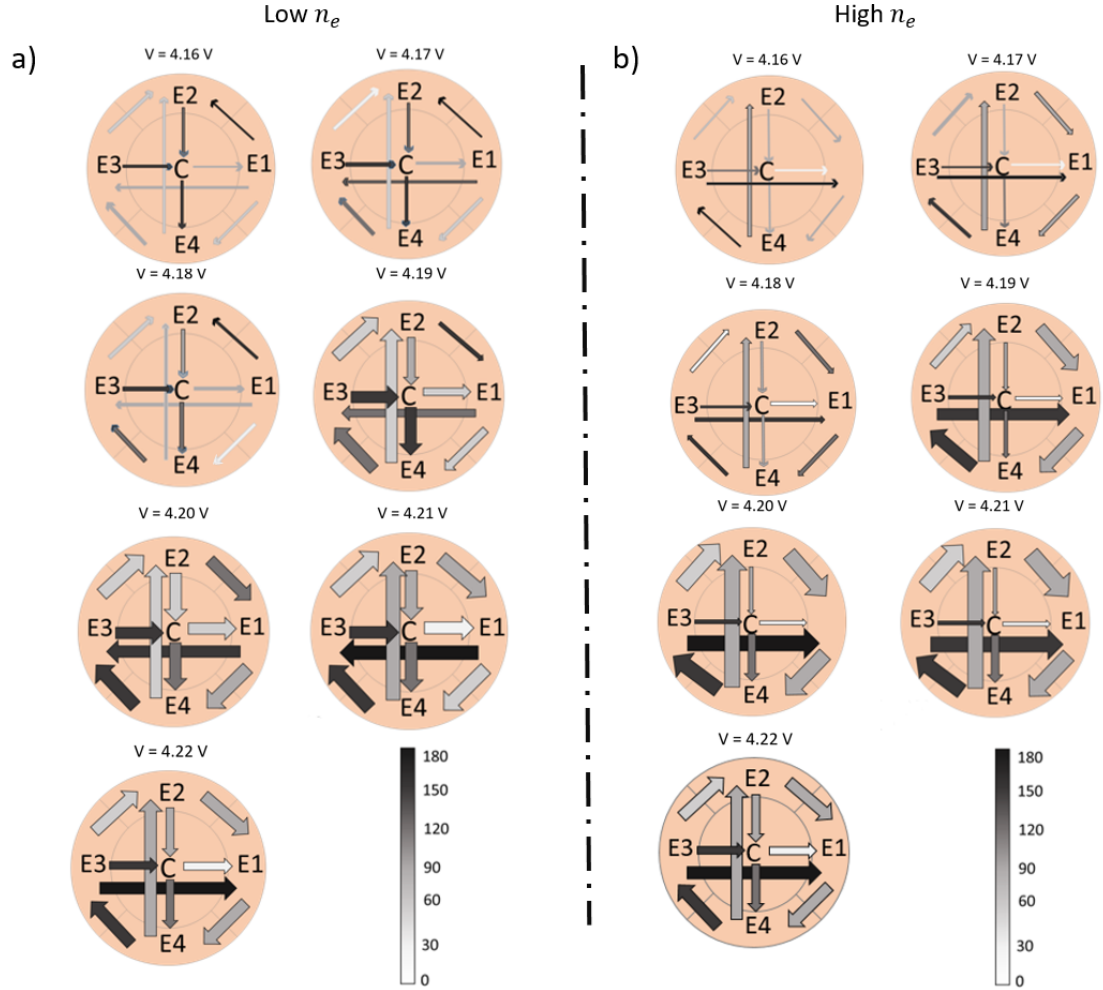 Low nₑ
High nₑ
a)
b)
V = 4.16 V
V = 4.17 V
E2
E3 C E1
E4
E2
E3 C E1
E4
V = 4.18 V
V = 4.19 V
E2
E3 C E1
E4
E2
E3 C E1
E4
V = 4.20 V
V = 4.21 V
E2
E3 C E1
E4
E2
E3 C E1
E4
V = 4.22 V
E2
E3 C E1
E4
180
150
120
90
60
30
0
V = 4.16 V
V = 4.17 V
E2
E3 C E1
E4
E2
E3 C E1
E4
V = 4.18 V
V = 4.19 V
E2
E3 C E1
E4
E2
E3 C E1
E4
V = 4.20 V
V = 4.21 V
E2
E3 C E1
E4
E2
E3 C E1
E4
V = 4.22 V
E2
E3 C E1
E4
180
150
120
90
60
30
0